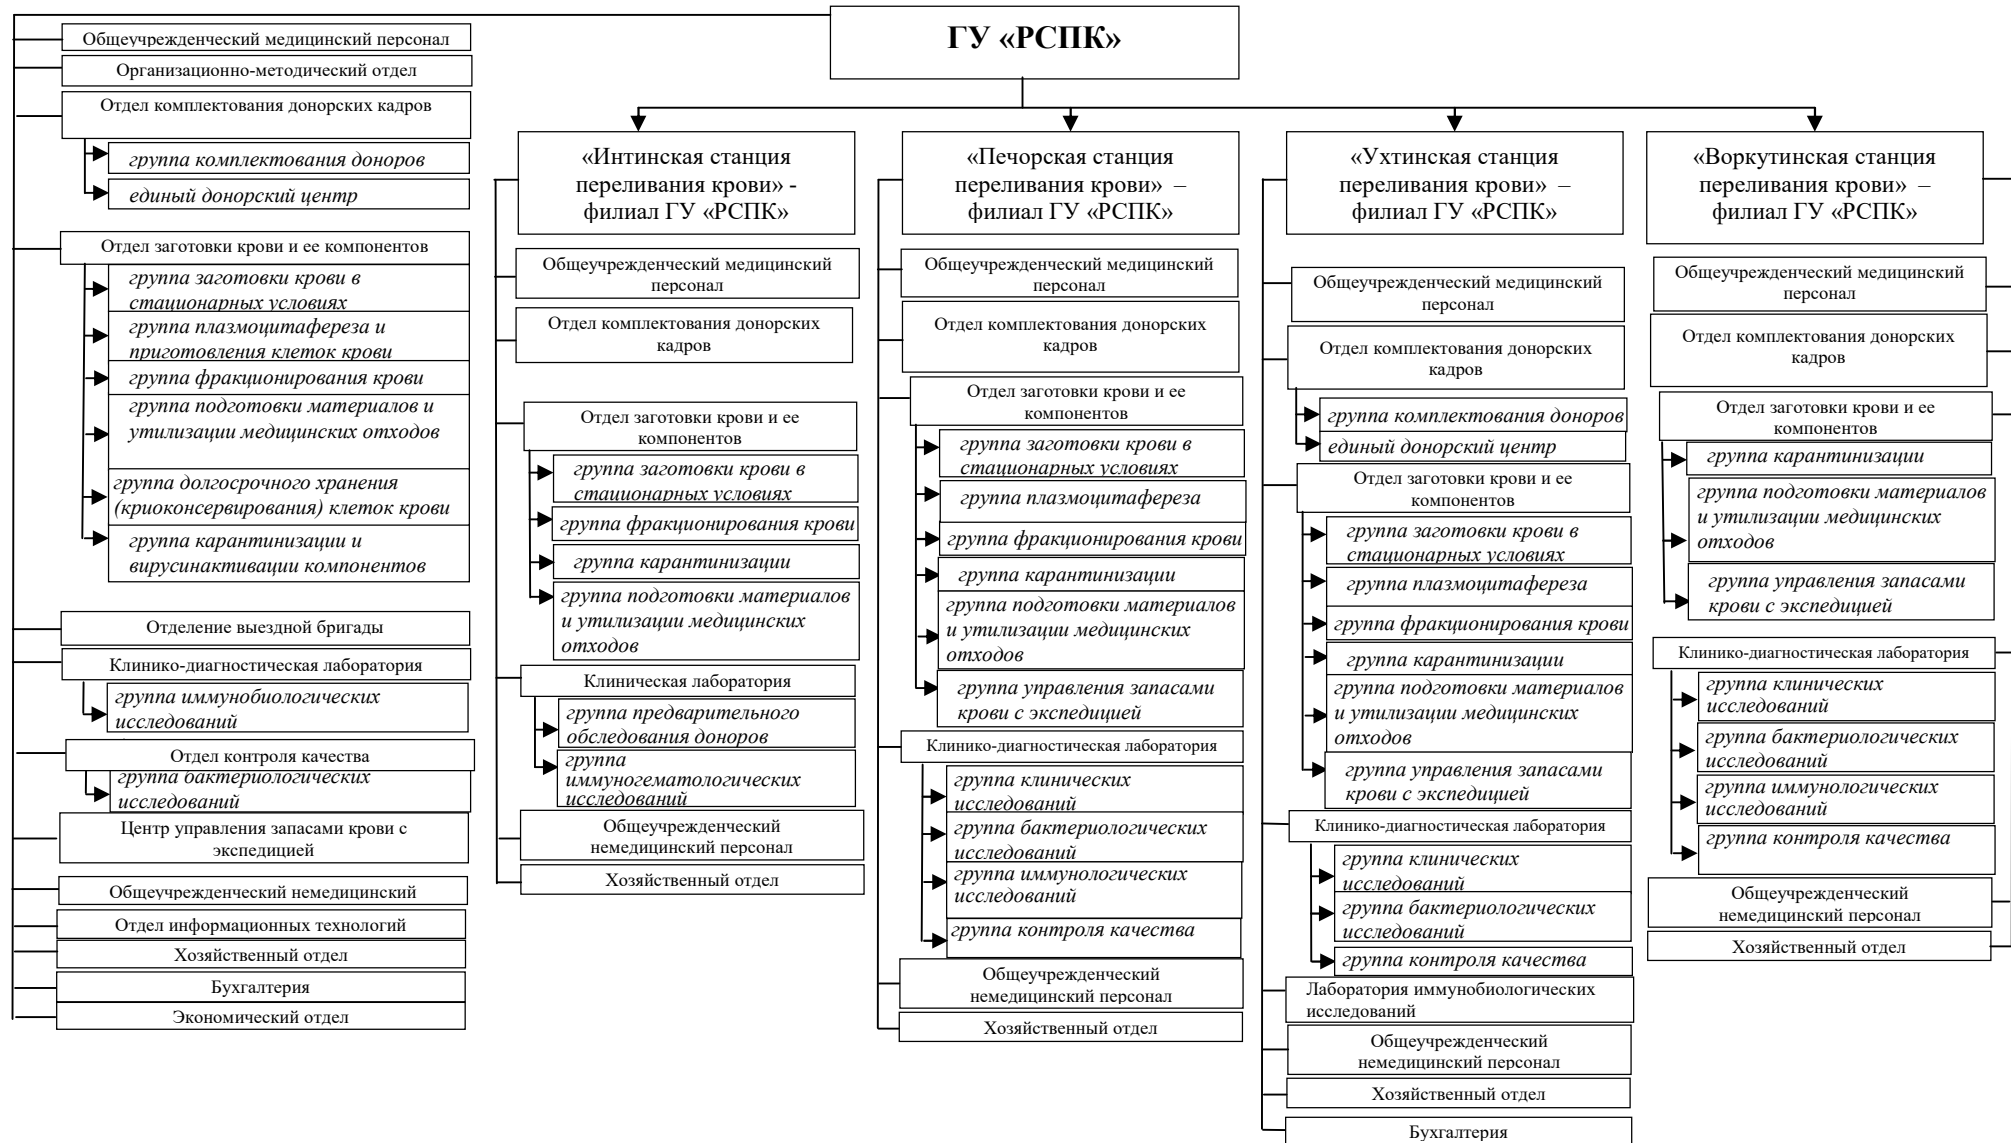 ГУ «РСПК»
Общеучрежденческий медицинский персонал
Организационно-методический отдел
Отдел комплектования донорских кадров
группа комплектования доноров
единый донорский центр
Отдел заготовки крови и ее компонентов
группа заготовки крови в
стационарных условиях
группа плазмоцитафереза и
приготовления клеток крови
группа фракционирования крови
группа подготовки материалов и
утилизации медицинских отходов
группа долгосрочного хранения
(криоконсервирования) клеток крови
группа карантинизации и
вирусинактивации компонентов
Отделение выездной бригады
Клинико-диагностическая лаборатория
группа иммунобиологических
исследований
Отдел контроля качества
группа бактериологических
исследований
Центр управления запасами крови с
экспедицией
Общеучрежденческий немедицинский
Отдел информационных технологий
Хозяйственный отдел
Бухгалтерия
Экономический отдел
«Интинская станция
переливания крови» -
филиал ГУ «РСПК»
Общеучрежденческий медицинский
персонал
Отдел комплектования донорских
кадров
Отдел заготовки крови и ее
компонентов
группа заготовки крови в
стационарных условиях
группа фракционирования крови
группа карантинизации
группа подготовки материалов
и утилизации медицинских
отходов
Клиническая лаборатория
группа предварительного
обследования доноров
группа
иммуногематологических
исследований
Общеучрежденческий
немедицинский персонал
Хозяйственный отдел
«Печорская станция
переливания крови» –
филиал ГУ «РСПК»
Общеучрежденческий медицинский
персонал
Отдел комплектования донорских
кадров
Отдел заготовки крови и ее
компонентов
группа заготовки крови в
стационарных условиях
группа плазмоцитафереза
группа фракционирования крови
группа карантинизации
группа подготовки материалов
и утилизации медицинских
отходов
группа управления запасами
крови с экспедицией
Клинико-диагностическая лаборатория
группа клинических
исследований
группа бактериологических
исследований
группа иммунологических
исследований
группа контроля качества
Общеучрежденческий
немедицинский персонал
Хозяйственный отдел
«Ухтинская станция
переливания крови» –
филиал ГУ «РСПК»
Общеучрежденческий медицинский
персонал
Отдел комплектования донорских
кадров
группа комплектования доноров
единый донорский центр
Отдел заготовки крови и ее
компонентов
группа заготовки крови в
стационарных условиях
группа плазмоцитафереза
группа фракционирования крови
группа карантинизации
группа подготовки материалов
и утилизации медицинских
отходов
группа управления запасами
крови с экспедицией
Клинико-диагностическая лаборатория
группа клинических
исследований
группа бактериологических
исследований
группа контроля качества
Лаборатория иммунобиологических
исследований
Общеучрежденческий
немедицинский персонал
Хозяйственный отдел
Бухгалтерия
«Воркутинская станция
переливания крови» –
филиал ГУ «РСПК»
Общеучрежденческий медицинский
персонал
Отдел комплектования донорских
кадров
Отдел заготовки крови и ее
компонентов
группа карантинизации
группа подготовки материалов
и утилизации медицинских
отходов
группа управления запасами
крови с экспедицией
Клинико-диагностическая лаборатория
группа клинических
исследований
группа бактериологических
исследований
группа иммунологических
исследований
группа контроля качества
Общеучрежденческий
немедицинский персонал
Хозяйственный отдел